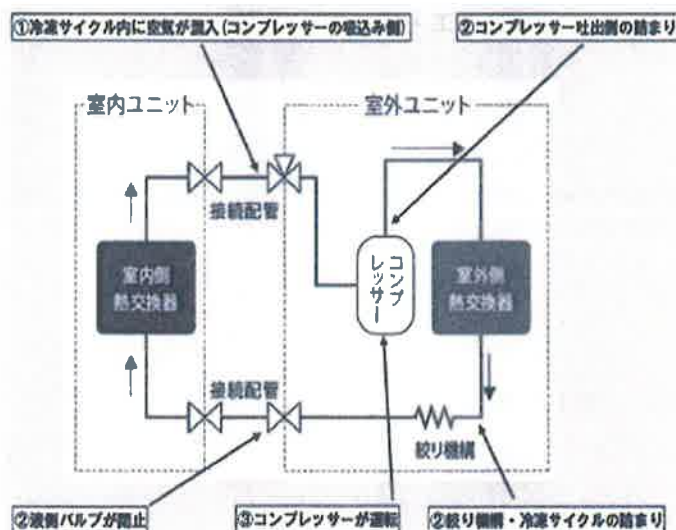 ①冷凍サイクル内に空気が混入(コンプレッサーの吸込み側)
②コンプレッサー吐出側の詰まり
室内ユニット
室外ユニット
接続配管
室内側
熱交換器
コンプ
レッサー
室外側
熱交換器
接続配管
絞り機構
②液側バルブが閉止
③コンプレッサーが運転
②絞り機構・冷凍サイクルの詰まり